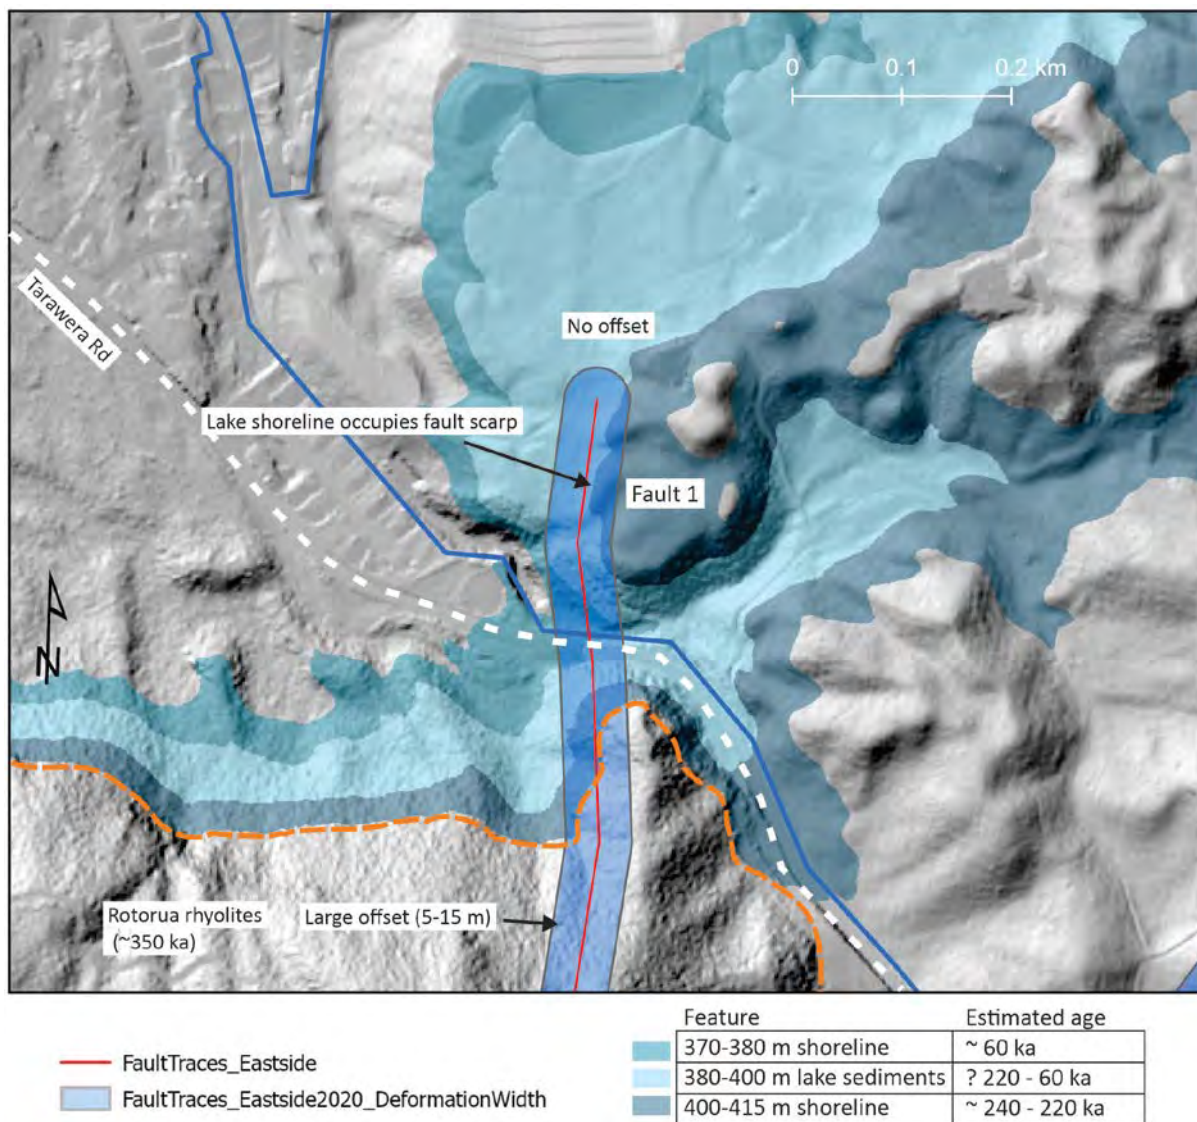 0 0.1 0.2 km
Tarawera Rd
No offset
Lake shoreline occupies fault scarp
Fault 1
N
Rotorua rhyolites
(~350 ka)
Large offset (5-15 m)
FaultTraces_Eastside
FaultTraces_Eastside2020_DeformationWidth
Feature Estimated age
370-380 m shoreline ~ 60 ka
380-400 m lake sediments ? 220 - 60 ka
400-415 m shoreline ~ 240 - 220 ka